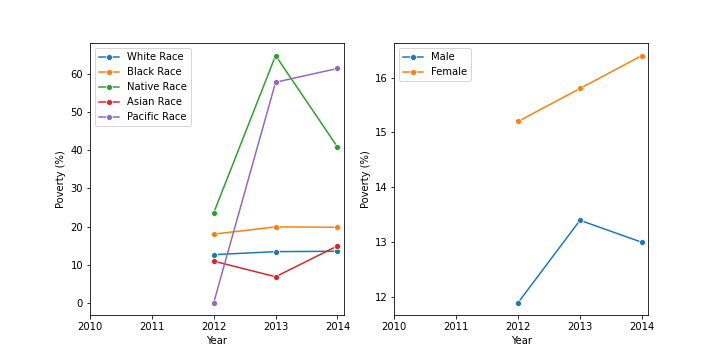 White Race
Black Race
Native Race
Asian Race
Pacific Race
Poverty (%)
60
50
40
30
20
10
0
2010 2011 2012 2013 2014
Year
Male
Female
Poverty (%)
16
15
14
13
12
2010 2011 2012 2013 2014
Year